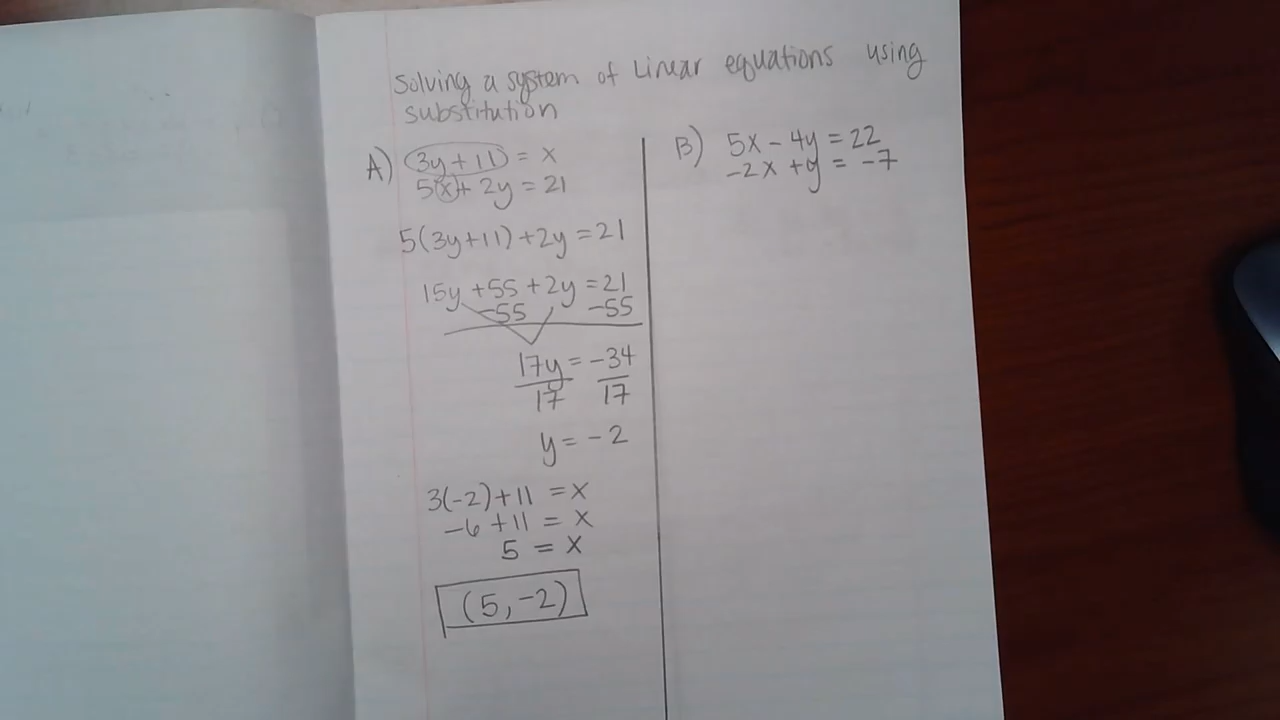 Solving a system of Linear equations using
substitution
A) 3y + 11 = x
5(x) + 2y = 21
5(3y+11) + 2y = 21
15y + 55 + 2y = 21
-55 -55
17y = -34
17 17
y = -2
3(-2) + 11 = x
-6 + 11 = x
5 = x
(5, -2)
B) 5x - 4y = 22
-2x + y = -7